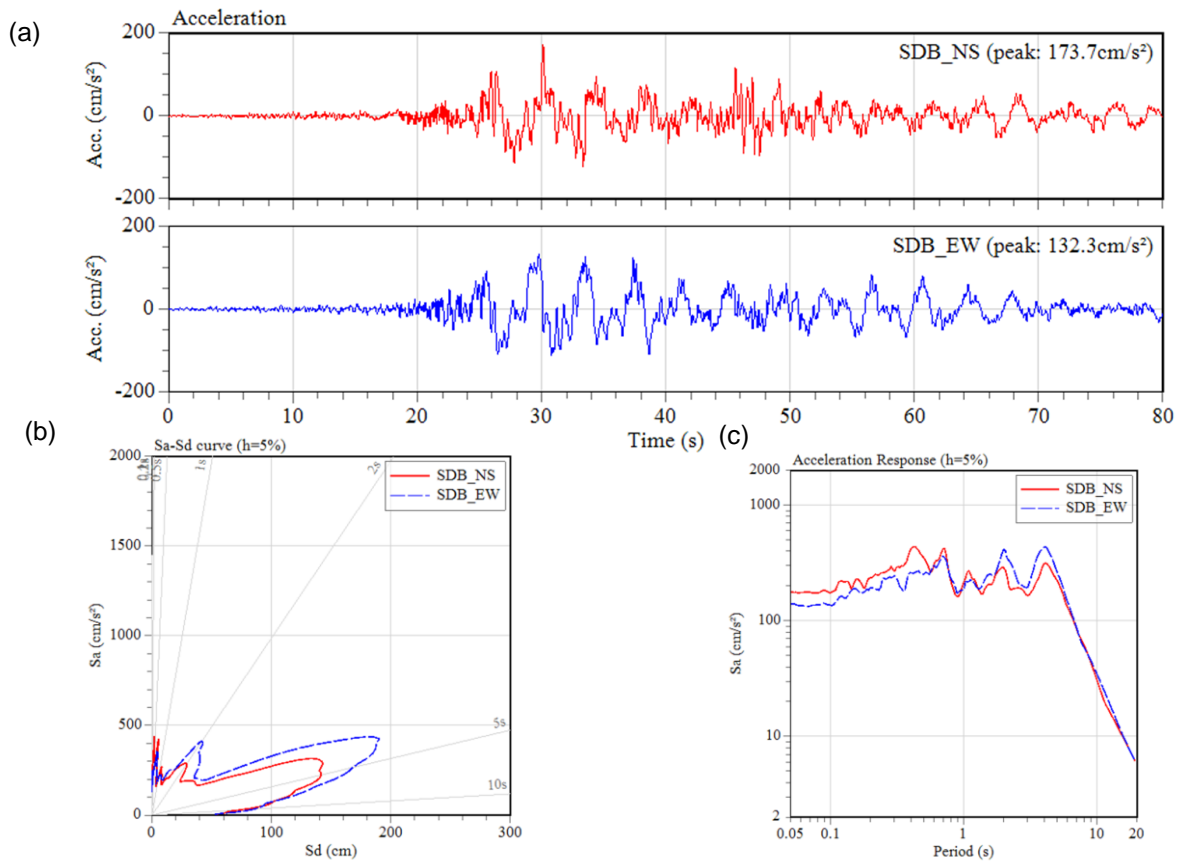 (a)
Acceleration
200
0
-200
Acc. (cm/s²)
SDB_NS (peak: 173.7cm/s²)
200
0
-200
Acc. (cm/s²)
SDB_EW (peak: 132.3cm/s²)
0 10 20 30 40 50 60 70 80
Time (s)
(b)
Sa-Sd curve (h=5%)
2000
1500
1000
500
0
Sa (cm/s²)
0.5s
1s
2s
5s
10s
SDB_NS
SDB_EW
0 100 200 300
Sd (cm)
(c)
Acceleration Response (h=5%)
2000
1000
100
10
2
Sa (cm/s²)
SDB_NS
SDB_EW
0.05 0.1 1 10 20
Period (s)